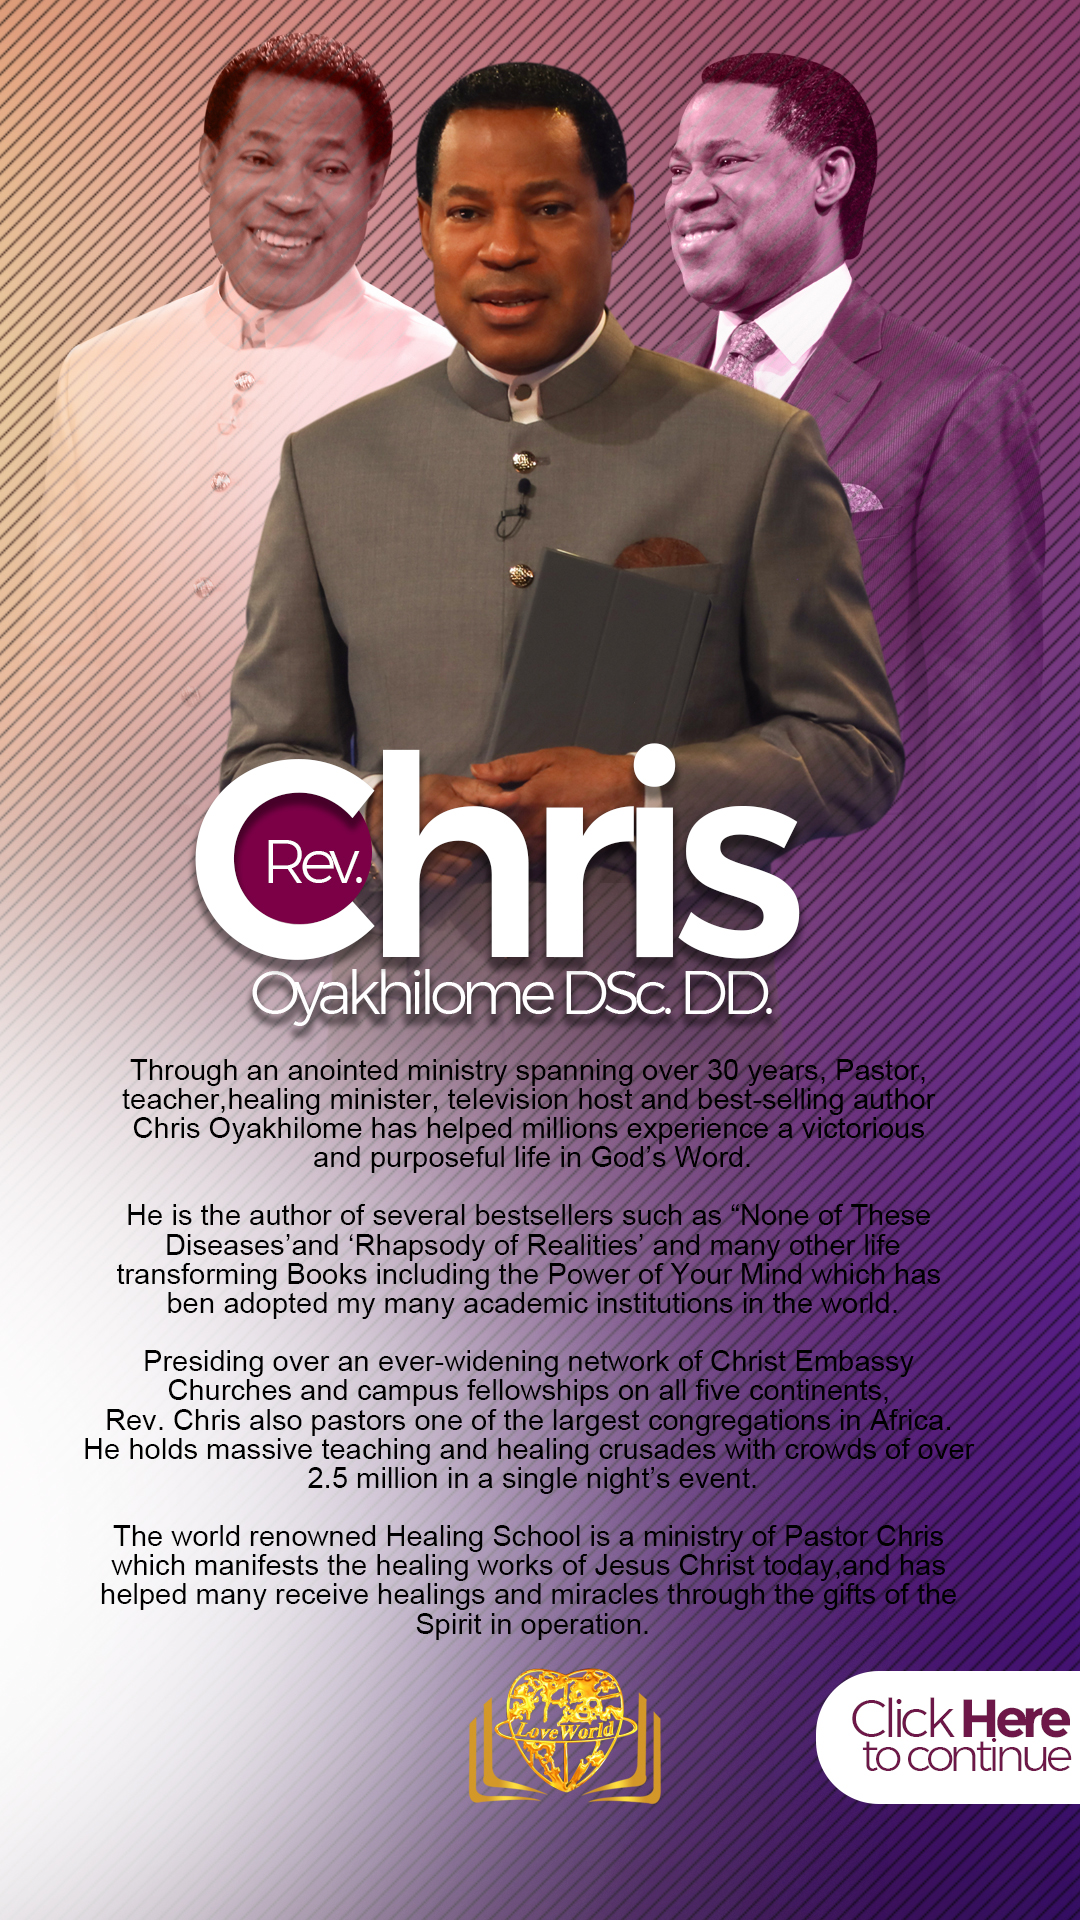 Rev.
Chris
Oyakhilome DSc. DD.
Through an anointed ministry spanning over 30 years, Pastor,
teacher,healing minister, television host and best-selling author
Chris Oyakhilome has helped millions experience a victorious
and purposeful life in God’s Word.
He is the author of several bestsellers such as “None of These
Diseases’and ‘Rhapsody of Realities’ and many other life
transforming Books including the Power of Your Mind which has
ben adopted my many academic institutions in the world.
Presiding over an ever-widening network of Christ Embassy
Churches and campus fellowships on all five continents,
Rev. Chris also pastors one of the largest congregations in Africa.
He holds massive teaching and healing crusades with crowds of over
2.5 million in a single night’s event.
The world renowned Healing School is a ministry of Pastor Chris
which manifests the healing works of Jesus Christ today,and has
helped many receive healings and miracles through the gifts of the
Spirit in operation.
LoveWorld
Click Here
to continue